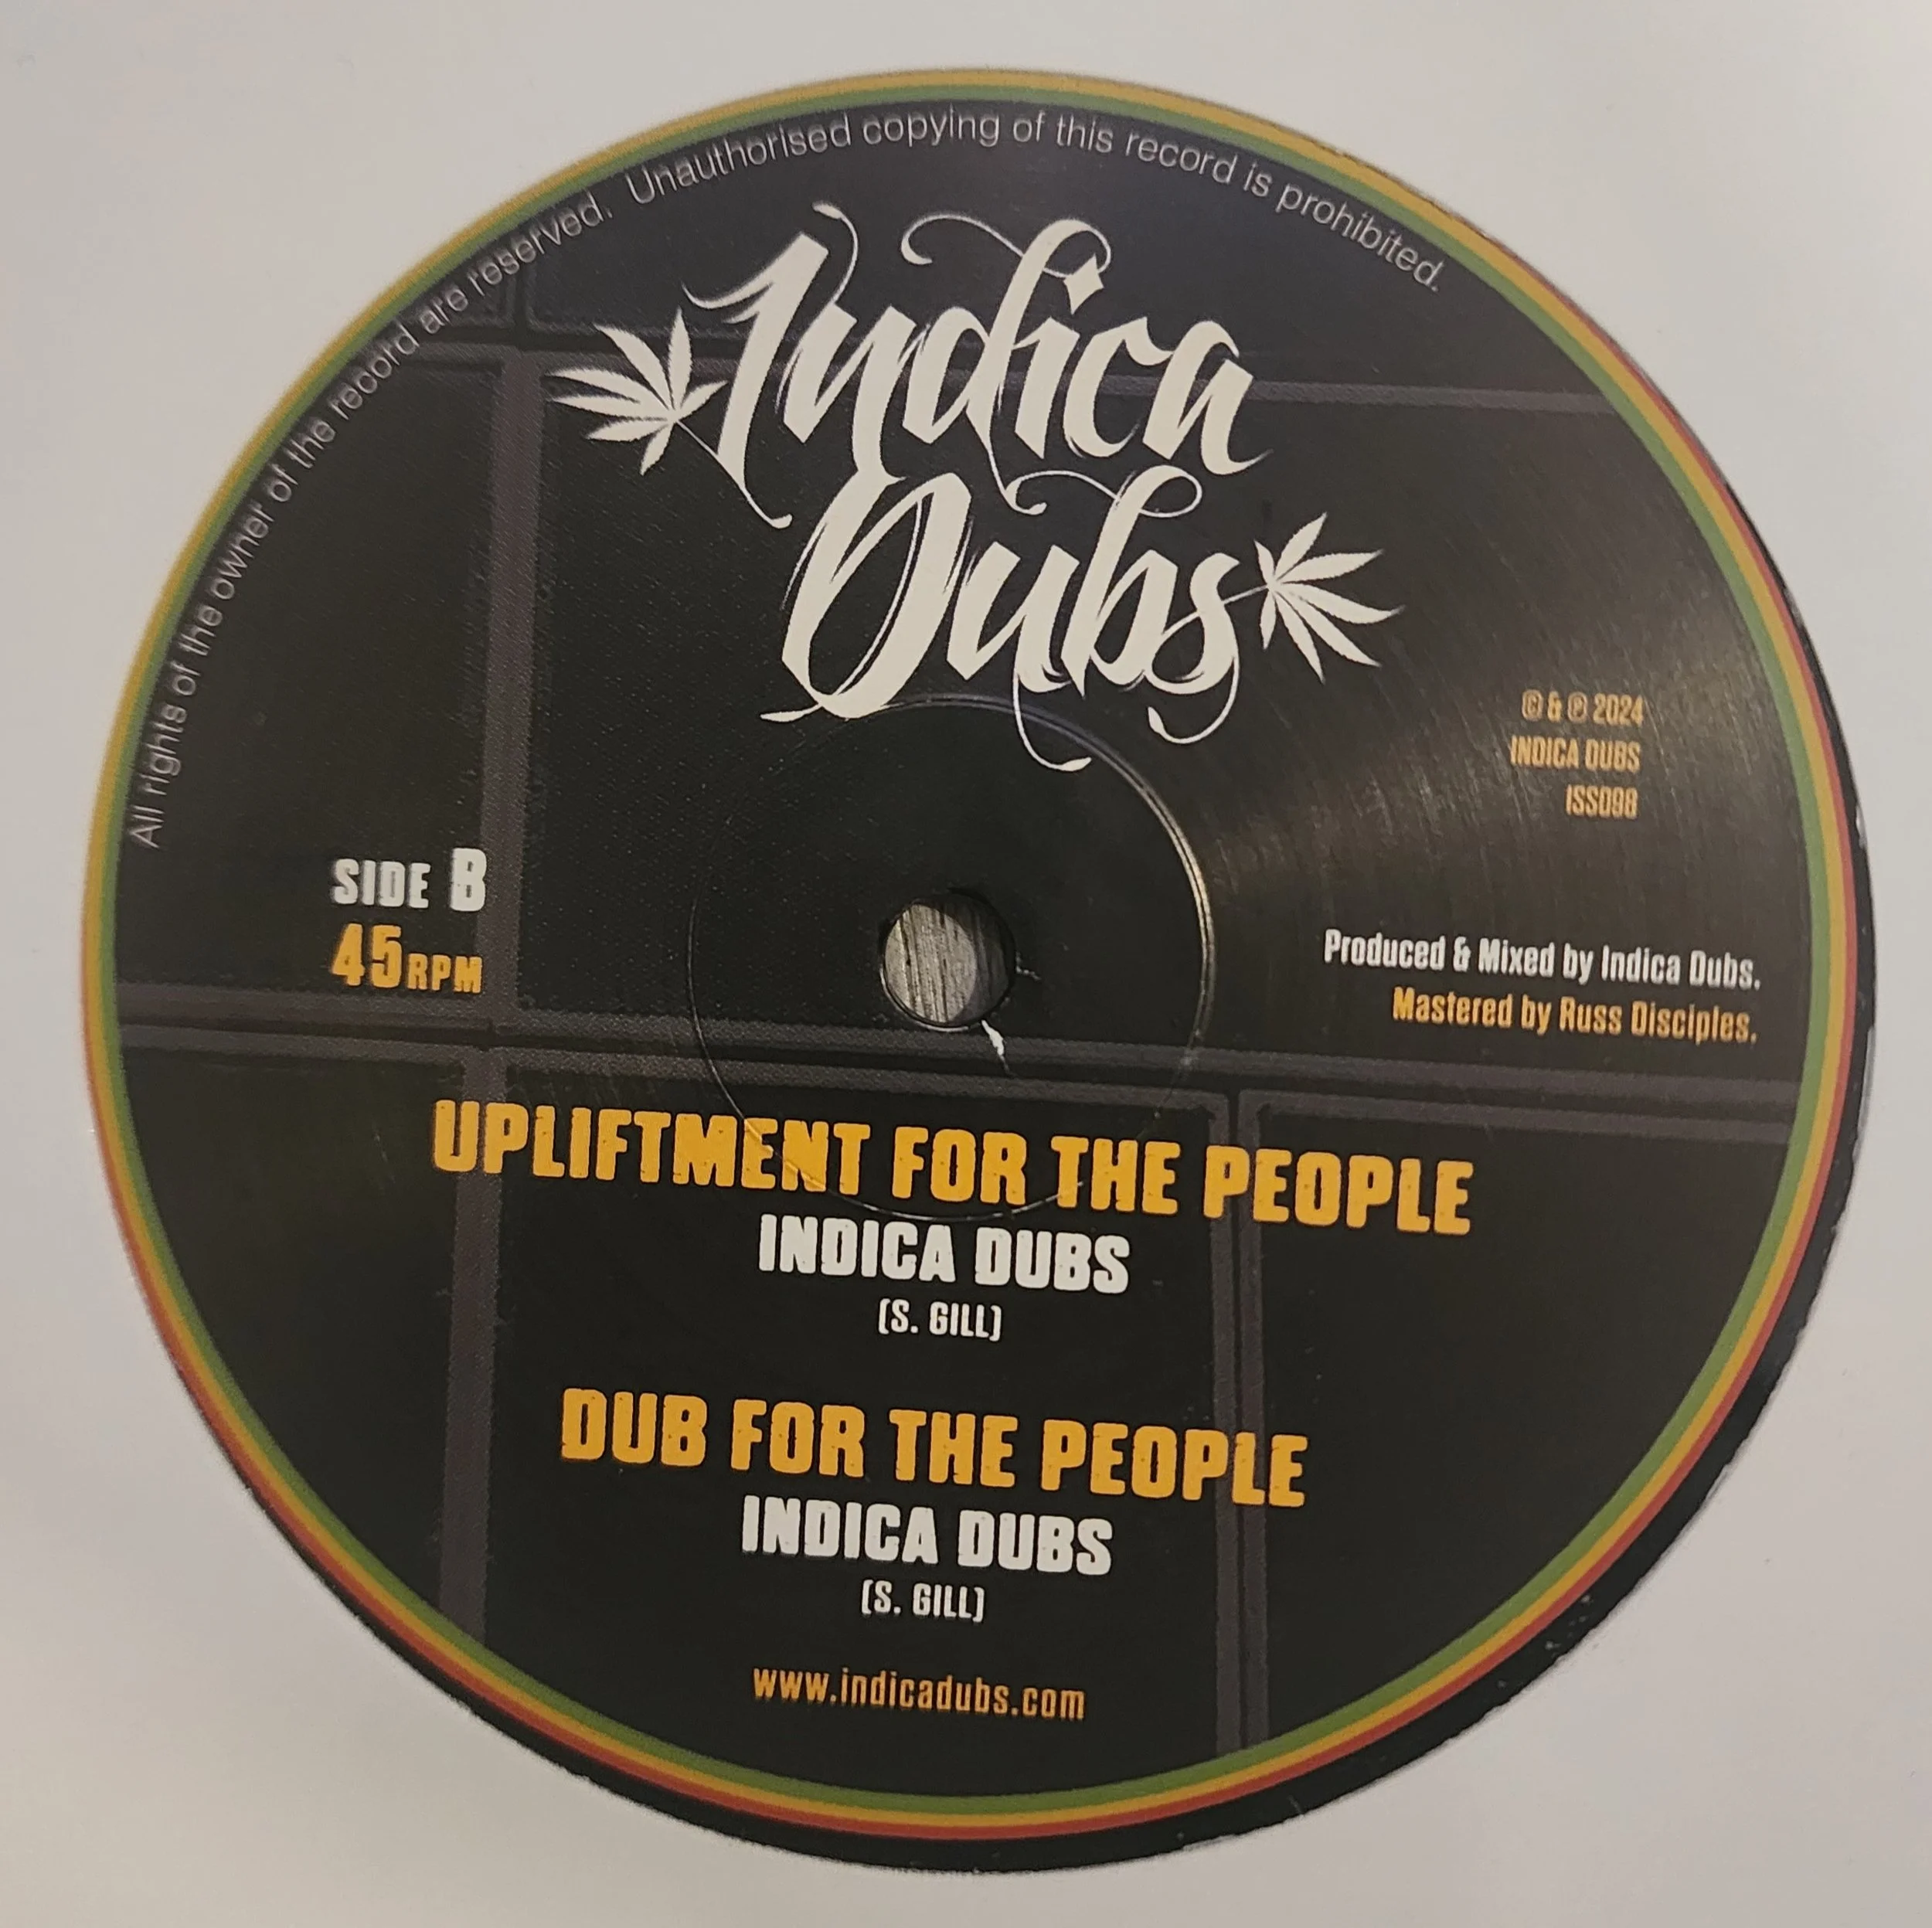 All rights of the owner of the record are reserved. Unauthorised copying of this record is prohibited.
Indica
Dubs
© & ℗ 2024
INDICA DUBS
ISS098
SIDE B
45RPM
Produced & Mixed by Indica Dubs.
Mastered by Russ Disciples.
UPLIFTMENT FOR THE PEOPLE
INDICA DUBS
(S. GILL)
DUB FOR THE PEOPLE
INDICA DUBS
(S. GILL)
www.indicadubs.com